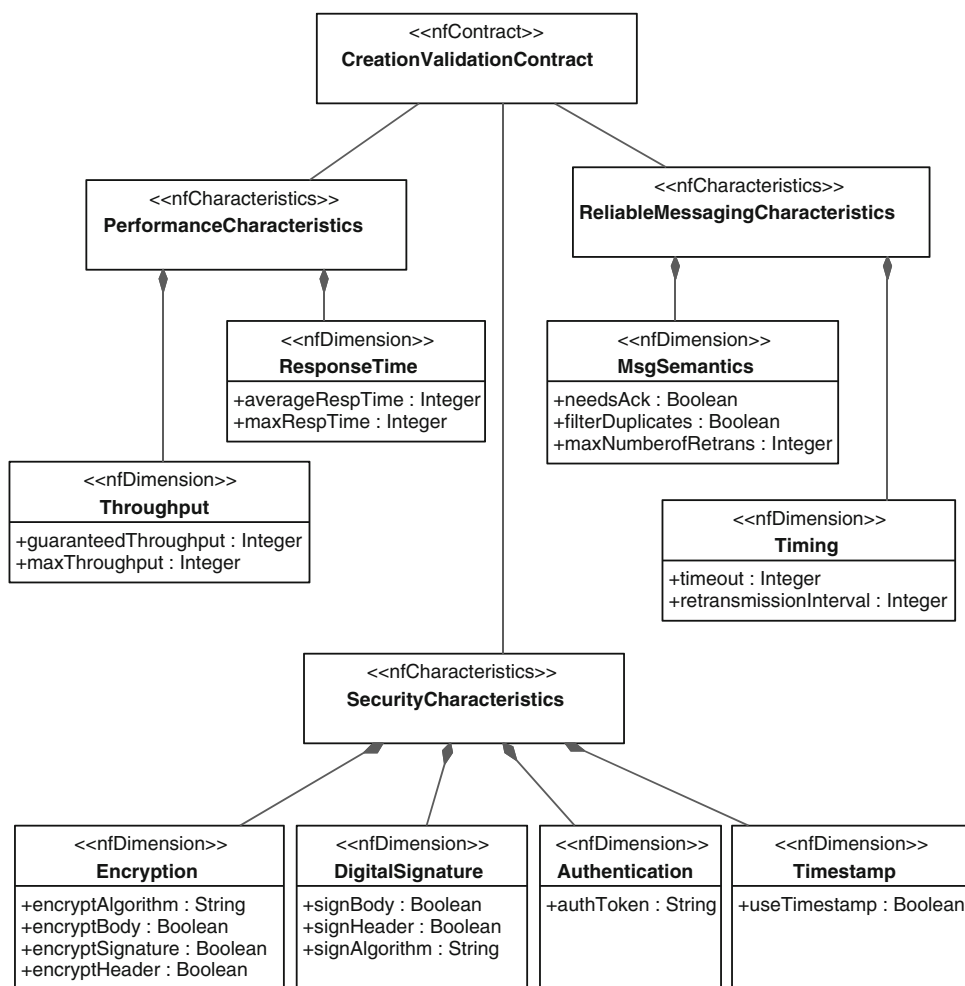 <<nfContract>>
CreationValidationContract
<<nfCharacteristics>>
PerformanceCharacteristics
<<nfCharacteristics>>
ReliableMessagingCharacteristics
<<nfDimension>>
ResponseTime
+averageRespTime : Integer
+maxRespTime : Integer
<<nfDimension>>
MsgSemantics
+needsAck : Boolean
+filterDuplicates : Boolean
+maxNumberofRetrans : Integer
<<nfDimension>>
Throughput
+guaranteedThroughput : Integer
+maxThroughput : Integer
<<nfDimension>>
Timing
+timeout : Integer
+retransmissionInterval : Integer
<<nfCharacteristics>>
SecurityCharacteristics
<<nfDimension>>
Encryption
+encryptAlgorithm : String
+encryptBody : Boolean
+encryptSignature : Boolean
+encryptHeader : Boolean
<<nfDimension>>
DigitalSignature
+signBody : Boolean
+signHeader : Boolean
+signAlgorithm : String
<<nfDimension>>
Authentication
+authToken : String
<<nfDimension>>
Timestamp
+useTimestamp : Boolean